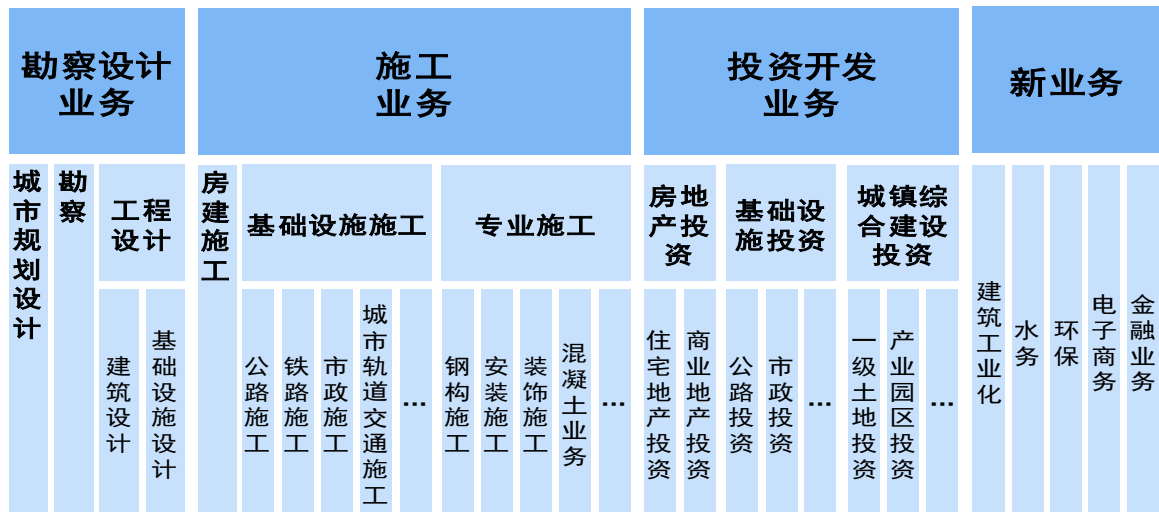 勘察设计
业务
施工
业务
投资开发
业务
新业务
城市规划设计
勘察
工程
设计
房建施工
基础设施施工
专业施工
房地
产投
资
基础设
施投资
城镇综
合建设
投资
建筑设计
基础设施设计
公路施工
铁路施工
市政施工
城市轨道交通施工
...
钢构施工
安装施工
装饰施工
混凝土业务
...
住宅地产投资
商业地产投资
公路投资
市政投资
...
一级土地投资
产业园区投资
...
建筑工业化
水务
环保
电子商务
金融业务